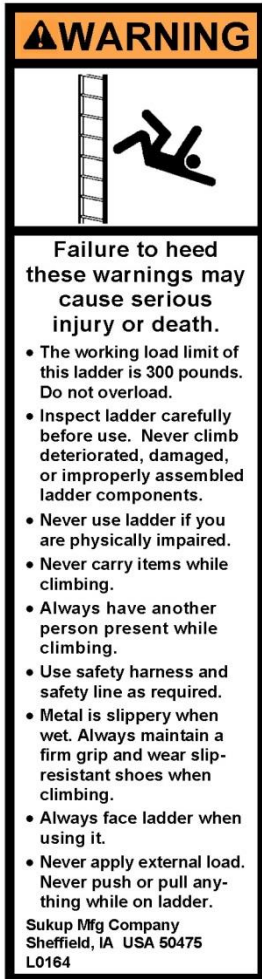 WARNING
Failure to heed
these warnings may
cause serious
injury or death.
• The working load limit of
this ladder is 300 pounds.
Do not overload.
• Inspect ladder carefully
before use. Never climb
deteriorated, damaged,
or improperly assembled
ladder components.
• Never use ladder if you
are physically impaired.
• Never carry items while
climbing.
• Always have another
person present while
climbing.
• Use safety harness and
safety line as required.
• Metal is slippery when
wet. Always maintain a
firm grip and wear slip-
resistant shoes when
climbing.
• Always face ladder when
using it.
• Never apply external load.
Never push or pull any-
thing while on ladder.
Sukup Mfg Company
Sheffield, IA USA 50475
L0164